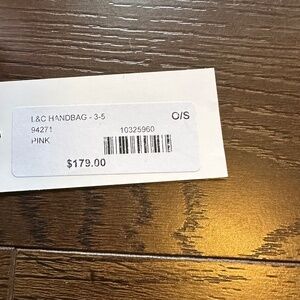 L&C HANDBAG - 3-5 O/S
94271 10325960
PINK
$179.00